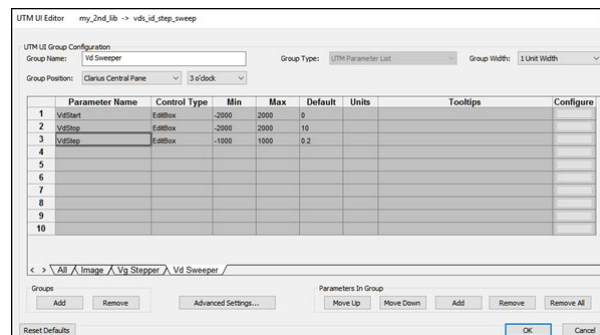 UTM UI Editor my_2nd_lib -> vds_id_step_sweep
UTM UI Group Configuration
Group Name: Vd Sweeper Group Type: UTM Parameter List Group Width: 1 Unit Width
Group Position: Clarius Central Pane 3 o'clock
Parameter Name Control Type Min Max Default Units Tooltips Configure
1 VdStart EditBox -2000 2000 0
2 VdStop EditBox -2000 2000 10
3 VdStep EditBox -1000 1000 0.2
4
5
6
7
8
9
10
< > All Image Vg Stepper Vd Sweeper
Groups Parameters In Group
Add Remove Advanced Settings... Move Up Move Down Add Remove Remove All
Reset Defaults OK Cancel